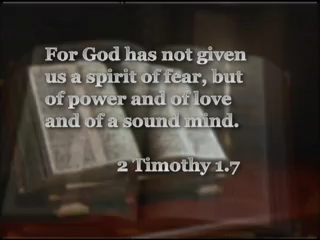 For God has not given
us a spirit of fear, but
of power and of love
and of a sound mind.
2 Timothy 1.7